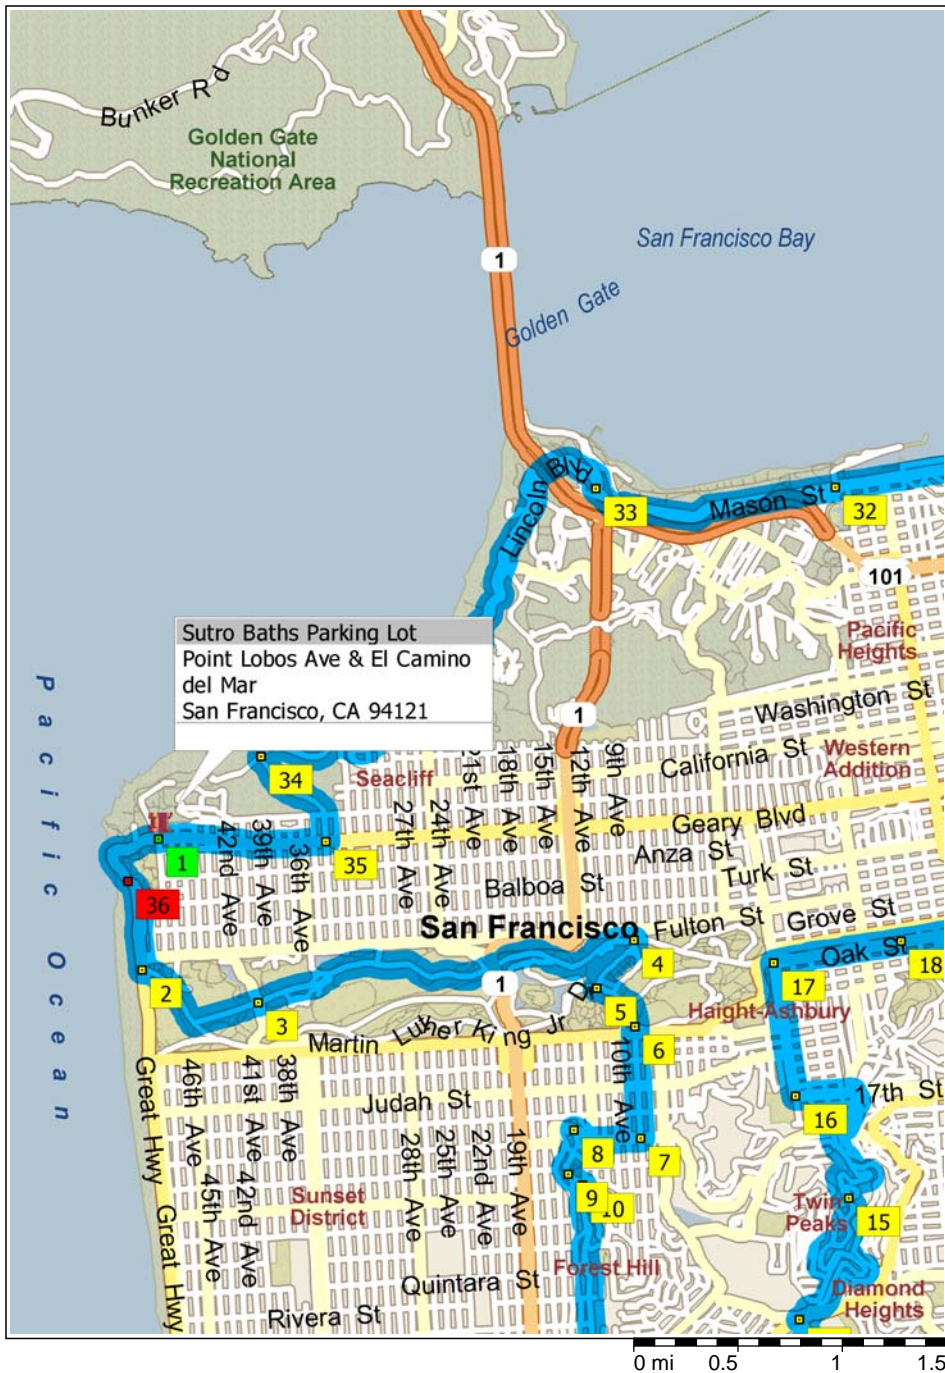 Bunker Rd
Golden Gate
National
Recreation Area
San Francisco Bay
1
Golden Gate
Lincoln Blvd
33
Mason St
32
101
Sutro Baths Parking Lot
Point Lobos Ave & El Camino
del Mar
San Francisco, CA 94121
Pacific
Heights
Pacific Ocean
Washington St
1
California St
Western
Addition
34
Seacliff
21st Ave
18th Ave
15th Ave
12th Ave
9th Ave
Geary Blvd
27th Ave
24th Ave
1
42nd Ave
39th Ave
36th Ave
35
Anza St
Turk St
Balboa St
36
San Francisco
Fulton St
Grove St
Oak St
4
17
18
1
2
3
5
Dr
Haight-Ashbury
6
Martin Luther King Jr
10th Ave
Great Hwy
46th Ave
41st Ave
38th Ave
Judah St
17th St
16
8
7
28th Ave
25th Ave
22nd Ave
19th Ave
9
10
45th Ave
42nd Ave
Sunset
District
Twin
Peaks
15
Great Hwy
Forest Hill
Quintara St
Diamond
Heights
Rivera St
0 mi 0.5 1 1.5